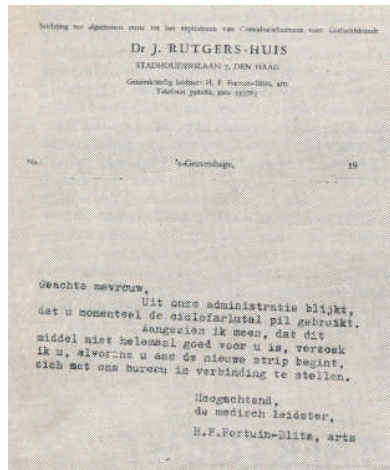 Stichting ten algemenen nutte tot het exploiteren van Consultatiebureaux voor Geslachtskunde
Dr J. RUTGERS-HUIS
STADHOUDERSLAAN 7, DEN HAAG
Geneeskundig leidster: H. F. Fortuin-Blits, arts
Telefoon
No.: 's-Gravenhage, 19
Geachte mevrouw,
Uit onze administratie blijkt,
dat u momenteel de ciclofarlutal pil gebruikt.
Aangezien ik meen, dat dit
middel niet helemaal goed voor u is, verzoek
ik u, alvorens u aan de nieuwe strip begint,
zich met ons bureau in verbinding te stellen.
Hoogachtend,
de medisch leidster,
H.F.Fortuin-Blits, arts